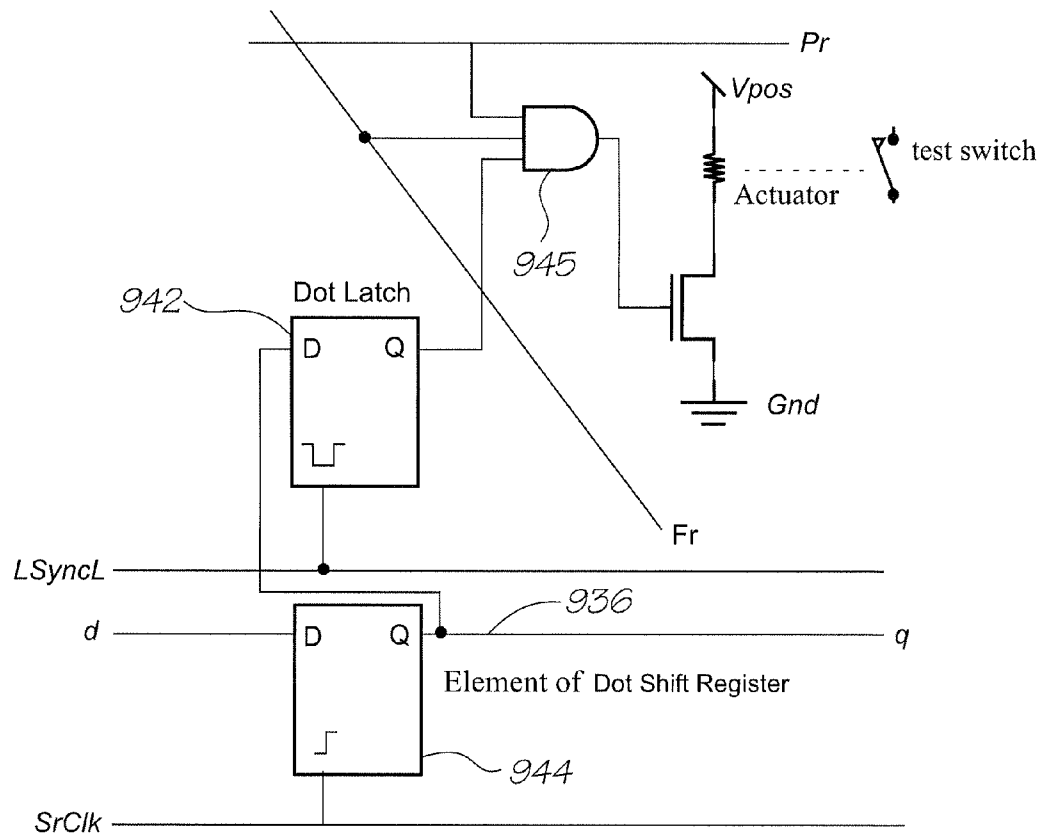 Pr
Vpos
test switch
Actuator
945
942
Dot Latch
D Q
Gnd
Fr
LSyncL
936
d
D Q
q
Element of Dot Shift Register
944
SrClk